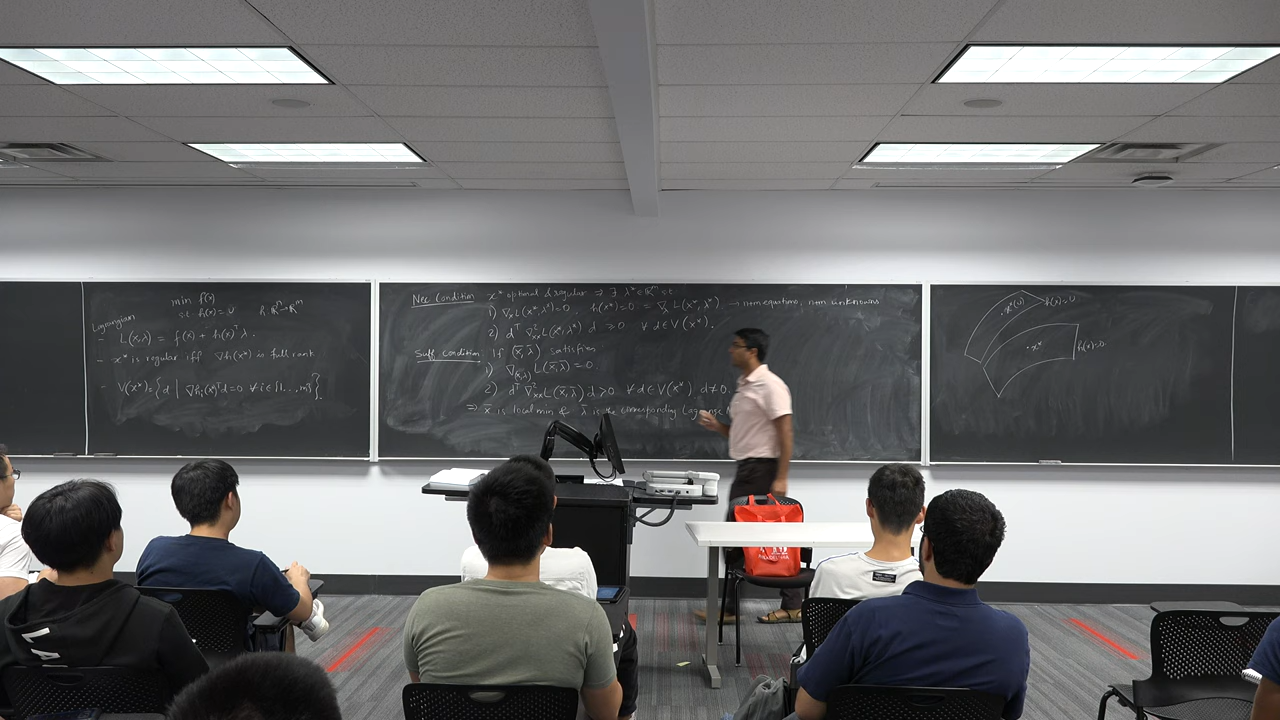 min f(x)
st. h(x)=0 h: ℝⁿ→ℝᵐ
Lagrangian
- L(x,λ) = f(x) + h(x)ᵀλ.
- x* is regular iff ∇h(x*) is full rank
- V(x*)={d | ∇hᵢ(x*)ᵀd=0 ∀ i∈{1,...,m}}
Nec Condition x* optimal & regular ⇒ ∃ λ*∈ℝᵐ st
1) ∇ₓL(x*,λ*)=0, h(x*)=0 = ∇_λ L(x*,λ*) → n+m equations, n+m unknowns
2) dᵀ ∇²ₓₓL(x*,λ*) d ≥0 ∀ d∈V(x*).
Suff condition If (x̄,λ̄) satisfies
1) ∇₍ₓ,λ₎L(x̄,λ̄)=0
2) dᵀ ∇²ₓₓL(x̄,λ̄)d>0 ∀ d∈V(x*) d≠0.
⇒ x̄ is local min & λ̄ is the corresponding Lagrange
x*(u) h(x)=u
x* h(x)=0